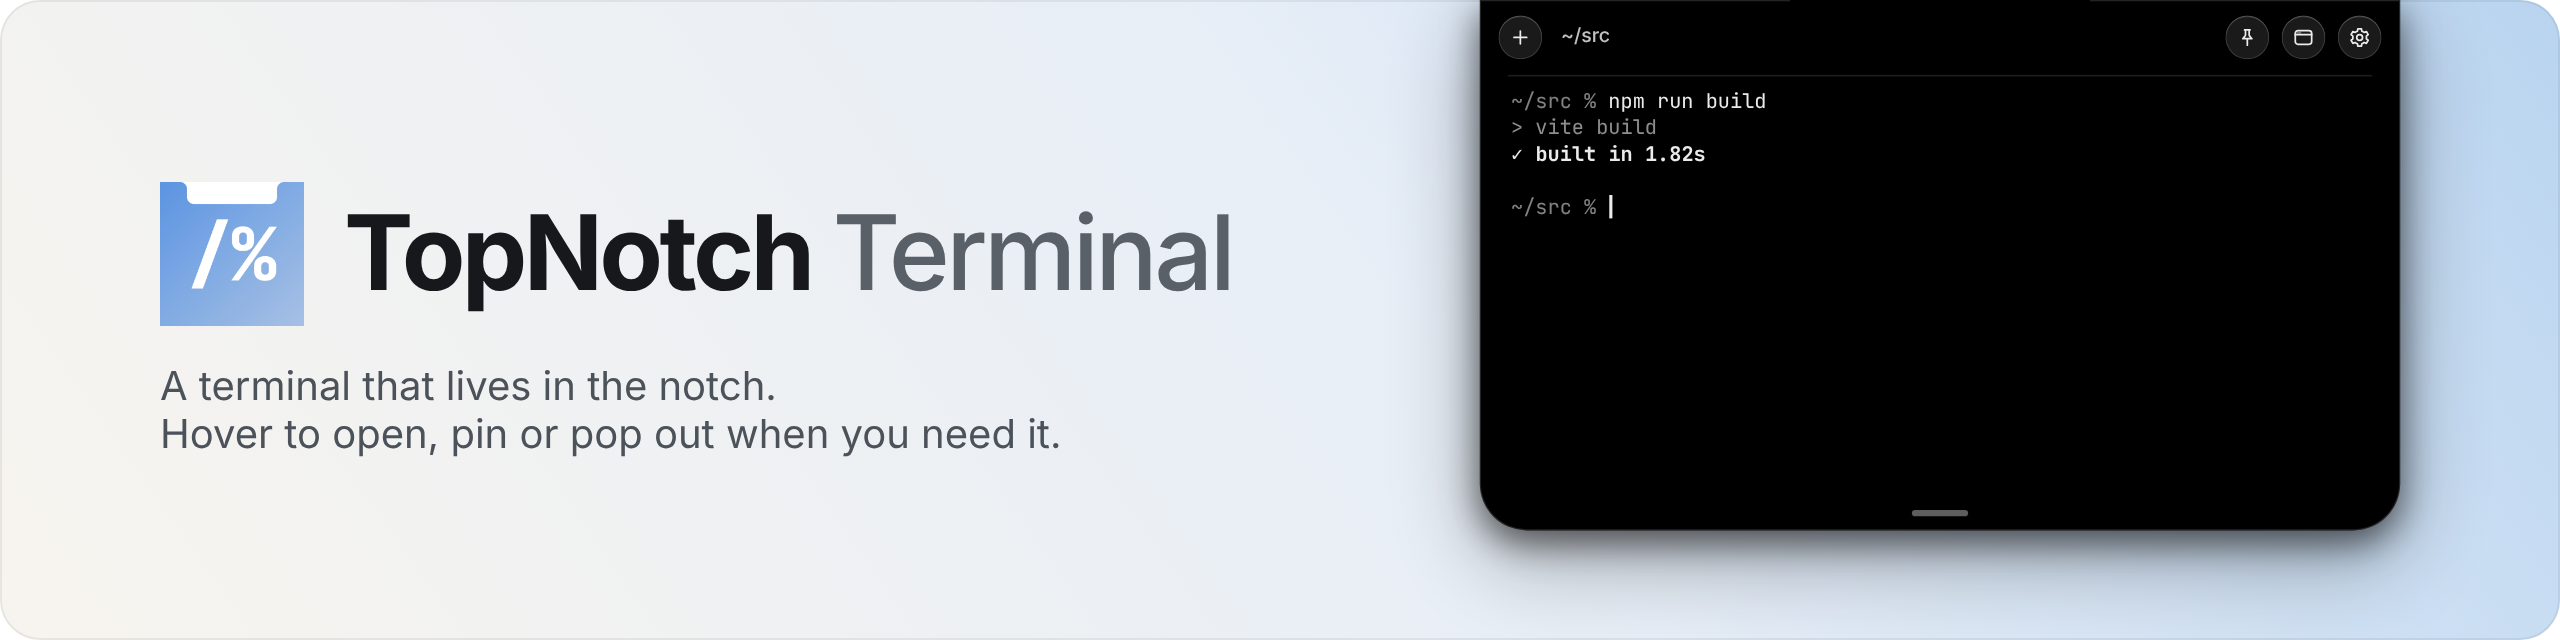 /%
TopNotch Terminal
A terminal that lives in the notch.
Hover to open, pin or pop out when you need it.
~/src
~/src % npm run build
> vite build
✓ built in 1.82s
~/src %